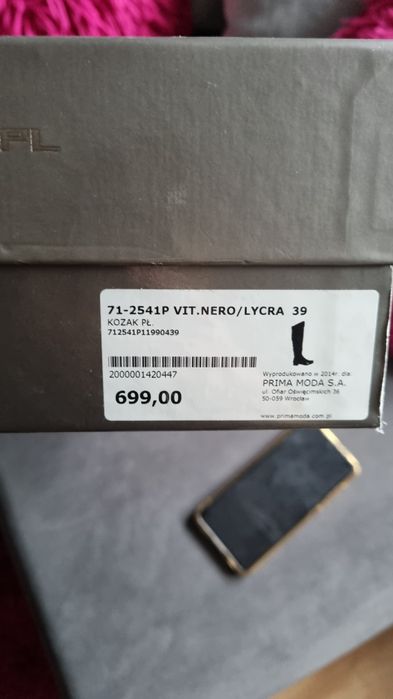 PL
71-2541P VIT.NERO/LYCRA 39
KOZAK PŁ.
712541P11990439
2000001420447
699,00
Wyprodukowano w 2014r. dla:
PRIMA MODA S.A.
ul. Ofiar Oświęcimskich 36
50-059 Wrocław
www.primamoda.com.pl